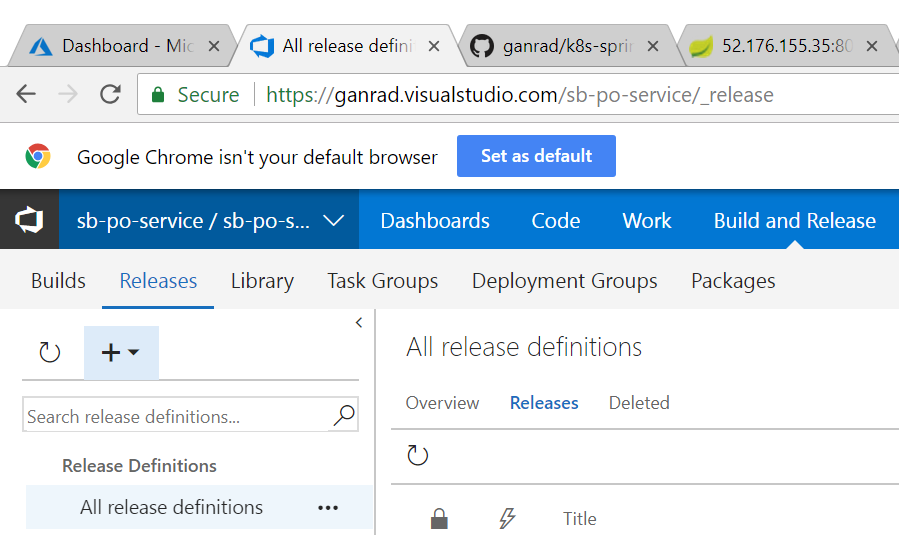 Dashboard - Mic
All release defini
ganrad/k8s-sprin
52.176.155.35:80
Secure https://ganrad.visualstudio.com/sb-po-service/_release
Google Chrome isn't your default browser Set as default
sb-po-service / sb-po-s... Dashboards Code Work Build and Release
Builds Releases Library Task Groups Deployment Groups Packages
All release definitions
Overview Releases Deleted
Search release definitions...
Release Definitions
All release definitions ...
Title